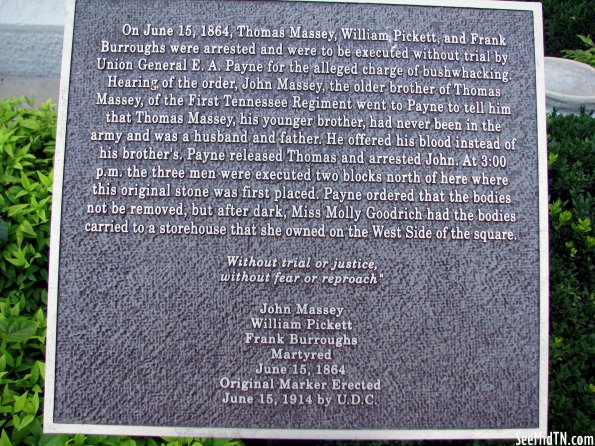 On June 15, 1864, Thomas Massey, William Pickett, and Frank
Burroughs were arrested and were to be executed without trial by
Union General E. A. Payne for the alleged charge of bushwhacking.
Hearing of the order, John Massey, the older brother of Thomas
Massey, of the First Tennessee Regiment went to Payne to tell him
that Thomas Massey, his younger brother, had never been in the
army and was a husband and father. He offered his blood instead of
his brother's. Payne released Thomas and arrested John. At 3:00
p.m. the three men were executed two blocks north of here where
this original stone was first placed. Payne ordered that the bodies
not be removed, but after dark, Miss Molly Goodrich had the bodies
carried to a storehouse that she owned on the West Side of the square.
Without trial or justice,
without fear or reproach"
John Massey
William Pickett
Frank Burroughs
Martyred
June 15, 1864
Original Marker Erected
June 15, 1914 by U.D.C.
SeeMidTN.com